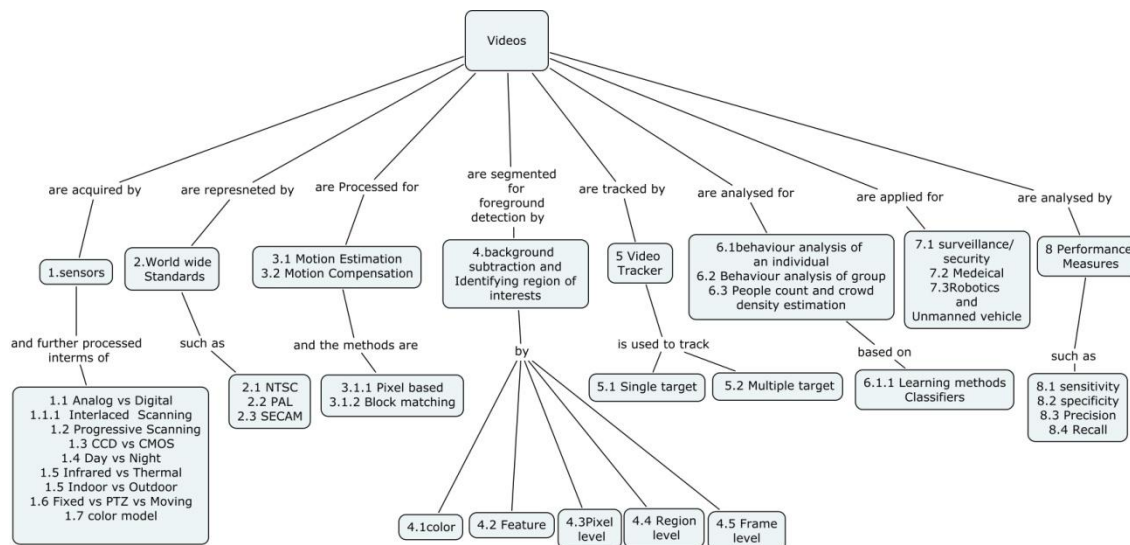 Videos
are acquired by
are represneted by
are Processed for
are segmented
for
foreground
detection by
are tracked by
are analysed for
are applied for
are analysed by
1.sensors
2.World wide
Standards
3.1 Motion Estimation
3.2 Motion Compensation
4.background
subtraction and
Identifying region of
interests
5 Video
Tracker
6.1behaviour analysis of
an individual
6.2 Behaviour analysis of group
6.3 People count and crowd
density estimation
7.1 surveillance/
security
7.2 Medeical
7.3Robotics
and
Unmanned vehicle
8 Performance
Measures
and further processed
interms of
such as
and the methods are
by
is used to track
based on
such as
1.1 Analog vs Digital
1.1.1 Interlaced Scanning
1.2 Progressive Scanning
1.3 CCD vs CMOS
1.4 Day vs Night
1.5 Infrared vs Thermal
1.5 Indoor vs Outdoor
1.6 Fixed vs PTZ vs Moving
1.7 color model
2.1 NTSC
2.2 PAL
2.3 SECAM
3.1.1 Pixel based
3.1.2 Block matching
5.1 Single target
5.2 Multiple target
6.1.1 Learning methods
Classifiers
8.1 sensitivity
8.2 specificity
8.3 Precision
8.4 Recall
4.1color
4.2 Feature
4.3Pixel
level
4.4 Region
level
4.5 Frame
level